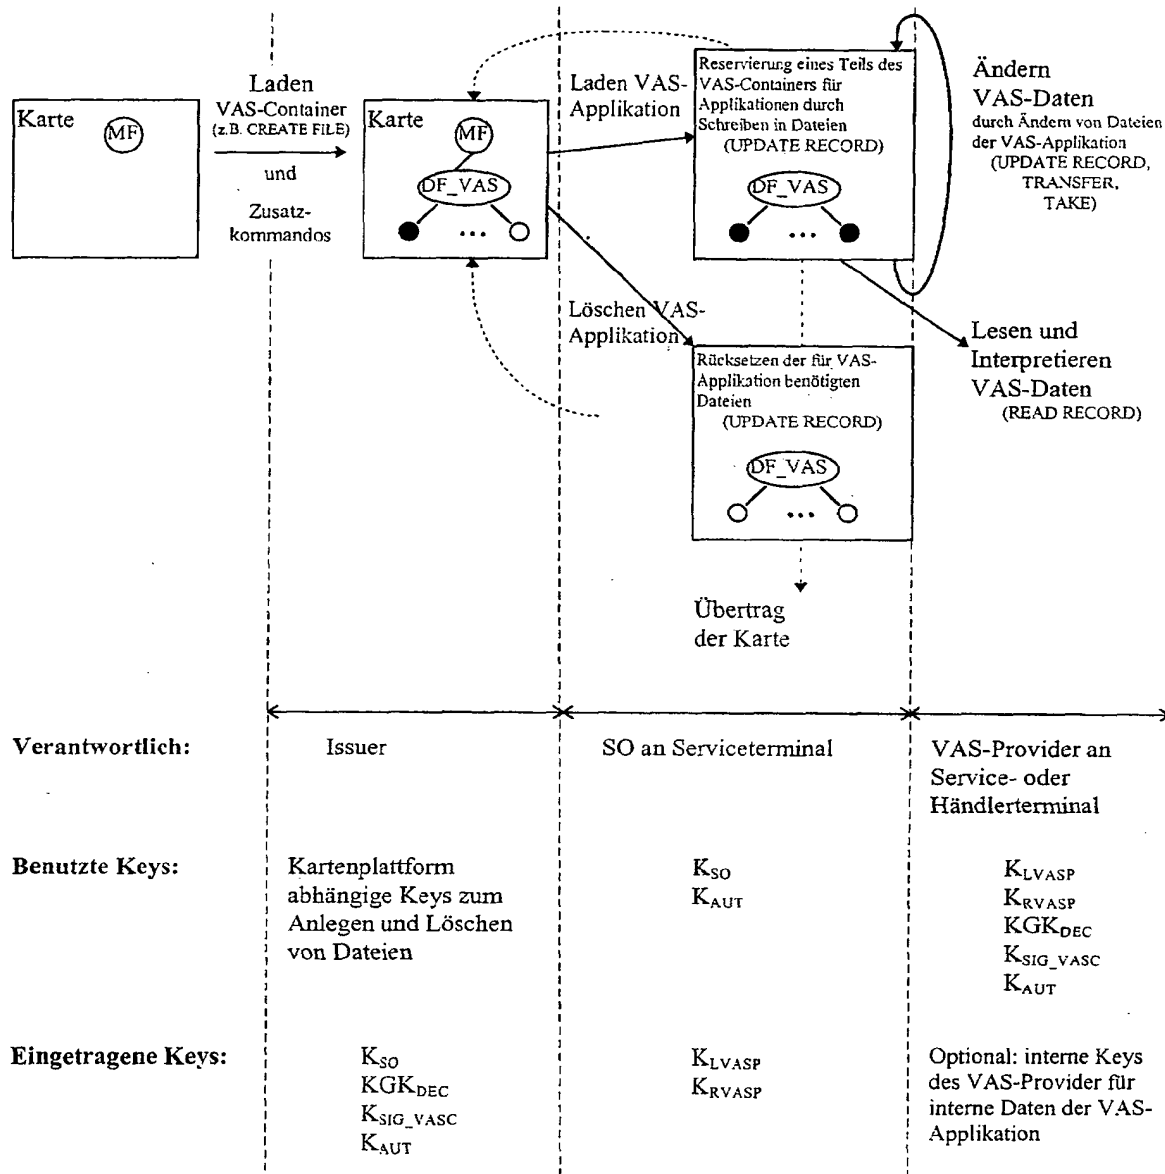 Karte
MF
Laden
VAS-Container
(z.B. CREATE FILE)
und
Zusatz-
kommandos
Karte
MF
DF_VAS
...
Laden VAS-
Applikation
Löschen VAS-
Applikation
Reservierung eines Teils des
VAS-Containers für
Applikationen durch
Schreiben in Dateien
(UPDATE RECORD)
DF_VAS
...
Ändern
VAS-Daten
durch Ändern von Dateien
der VAS-Applikation
(UPDATE RECORD,
TRANSFER,
TAKE)
Rücksetzen der für VAS-
Applikation benötigten
Dateien
(UPDATE RECORD)
DF_VAS
...
Lesen und
Interpretieren
VAS-Daten
(READ RECORD)
Übertrag
der Karte
Verantwortlich:
Issuer
SO an Serviceterminal
VAS-Provider an
Service- oder
Händlerterminal
Benutzte Keys:
Kartenplattform
abhängige Keys zum
Anlegen und Löschen
von Dateien
K_SO
K_AUT
K_LVASP
K_RVASP
KGK_DEC
K_SIG_VASC
K_AUT
Eingetragene Keys:
K_SO
KGK_DEC
K_SIG_VASC
K_AUT
K_LVASP
K_RVASP
Optional: interne Keys
des VAS-Provider für
interne Daten der VAS-
Applikation